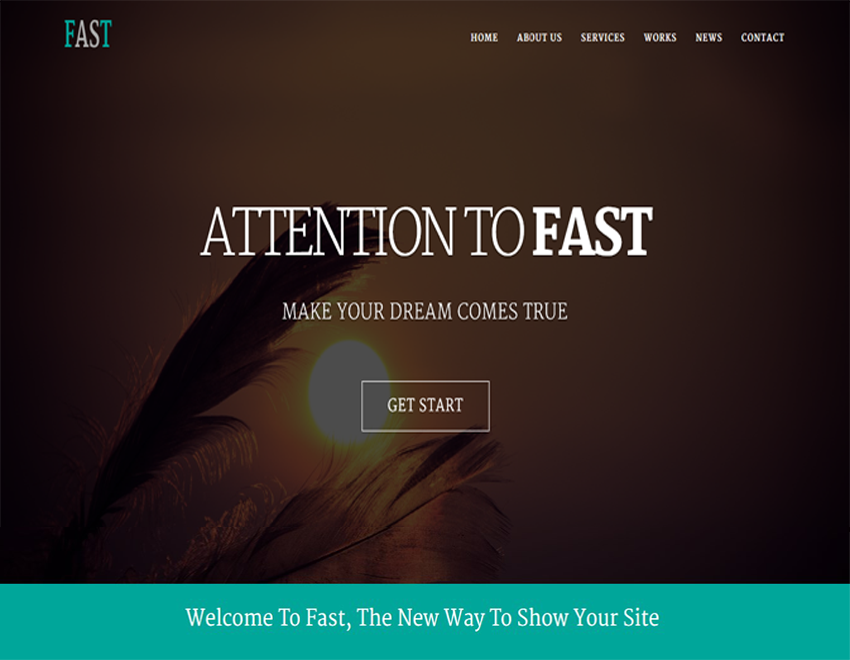 FAST
HOME ABOUT US SERVICES WORKS NEWS CONTACT
ATTENTION TO FAST
MAKE YOUR DREAM COMES TRUE
GET START
Welcome To Fast, The New Way To Show Your Site